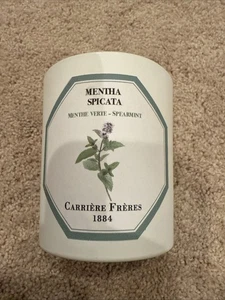 MENTHA
SPICATA
MENTHE VERTE – SPEARMINT
CARRIÈRE FRÈRES
1884